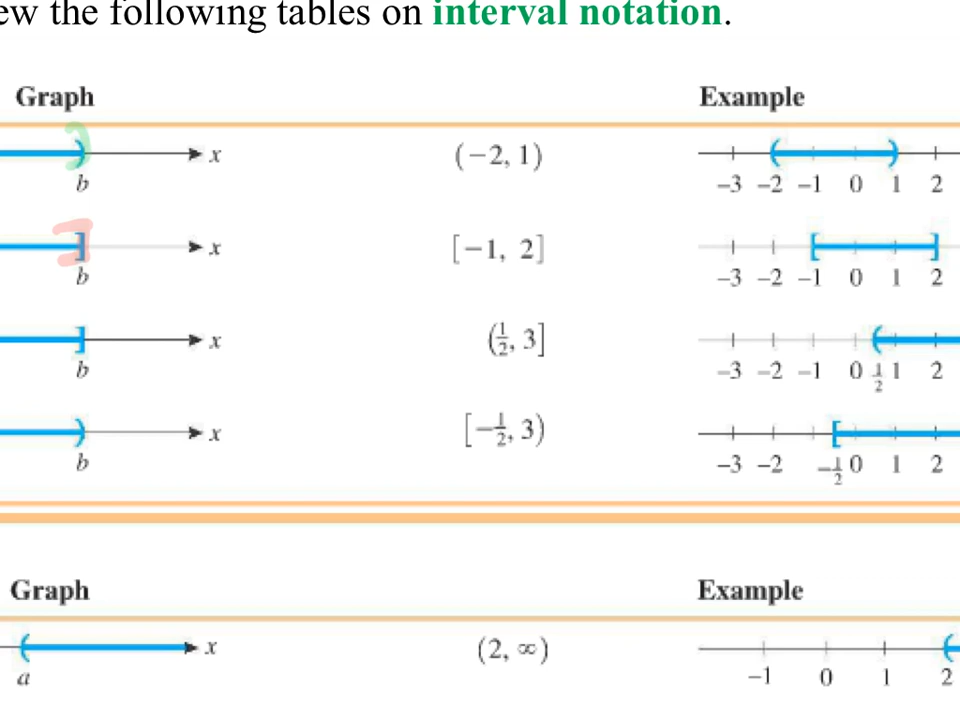 ew the following tables on interval notation.
Graph Example
x (−2, 1)
b −3 −2 −1 0 1 2
x [−1, 2]
b −3 −2 −1 0 1 2
x (1/2, 3]
b −3 −2 −1 0 1/2 1 2
x [−1/2, 3)
b −3 −2 −1/2 0 1 2
Graph Example
x (2, ∞)
a −1 0 1 2